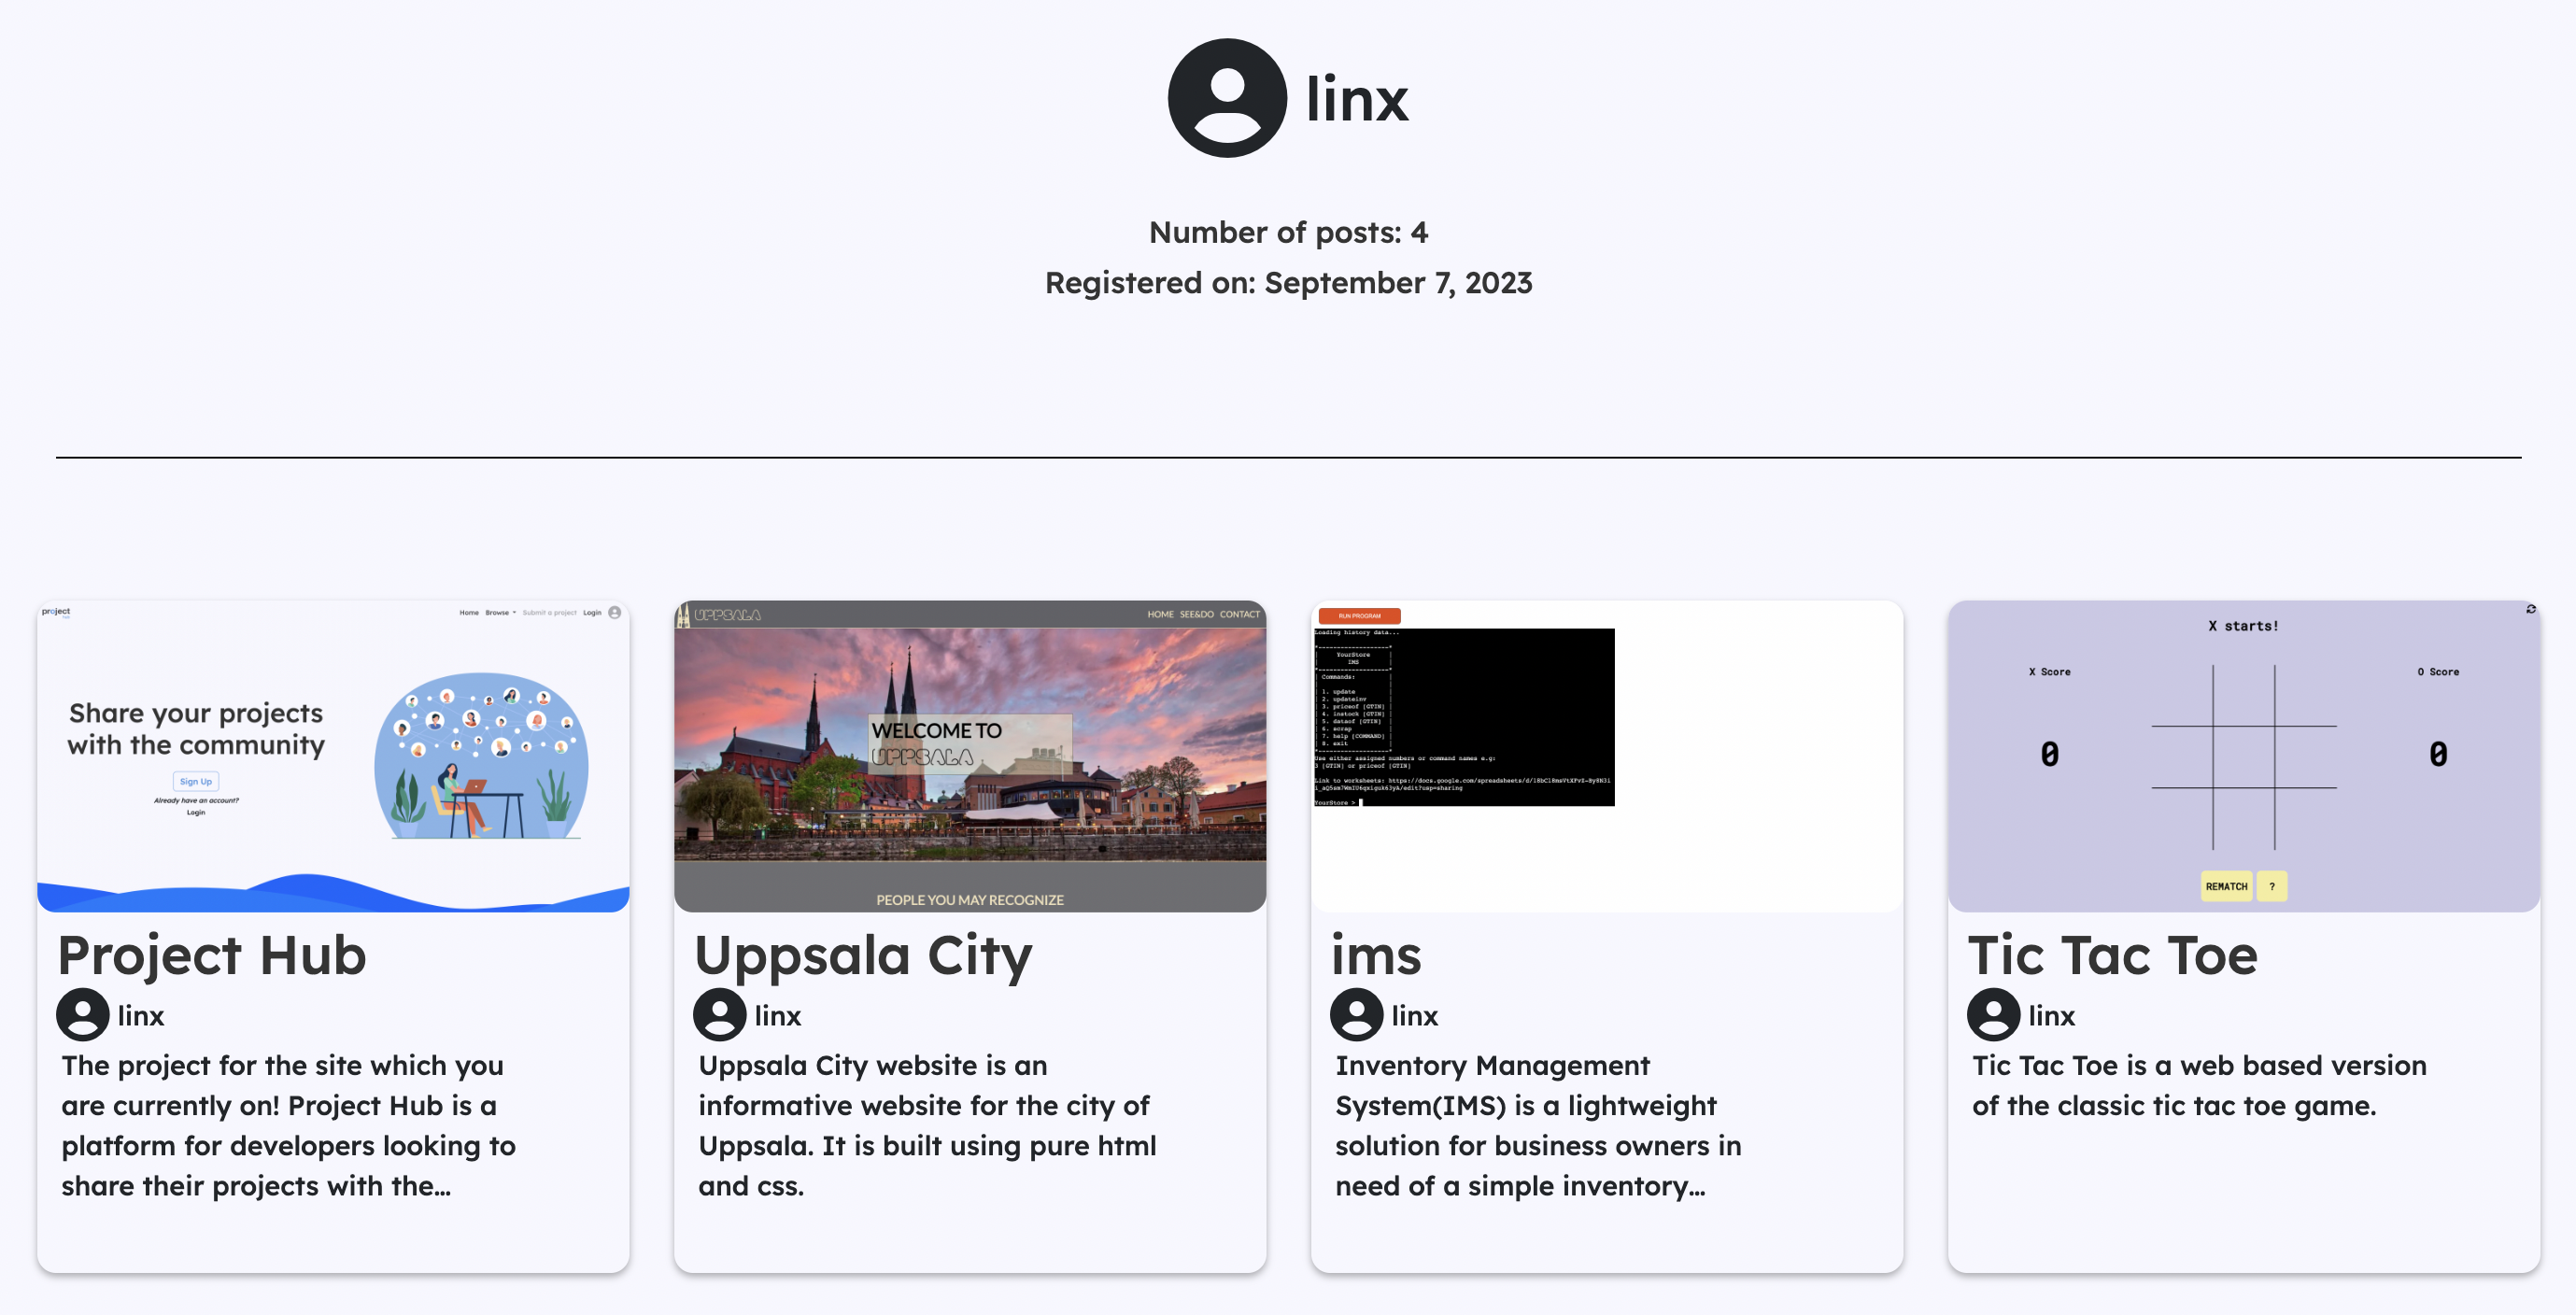 linx
Number of posts: 4
Registered on: September 7, 2023
project
Home Browse Submit a project Login
Share your projects
with the community
Sign Up
Already have an account?
Login
Project Hub
linx
The project for the site which you
are currently on! Project Hub is a
platform for developers looking to
share their projects with the...
UPPSALA
HOME SEE&DO CONTACT
WELCOME TO
UPPSALA
PEOPLE YOU MAY RECOGNIZE
Uppsala City
linx
Uppsala City website is an
informative website for the city of
Uppsala. It is built using pure html
and css.
RUN PROGRAM
Loading history data...
YourStore
IMS
Commands:
1. update
2. updateinv
3. priceof [GTIN]
4. instock [GTIN]
5. dataof [GTIN]
6. scrap
7. help [COMMAND]
8. exit
Use either assigned numbers or command names e.g:
3 [GTIN] or priceof [GTIN]
Link to worksheets:
YourStore >
ims
linx
Inventory Management
System(IMS) is a lightweight
solution for business owners in
need of a simple inventory...
X starts!
X Score
O Score
0
0
REMATCH ?
Tic Tac Toe
linx
Tic Tac Toe is a web based version
of the classic tic tac toe game.